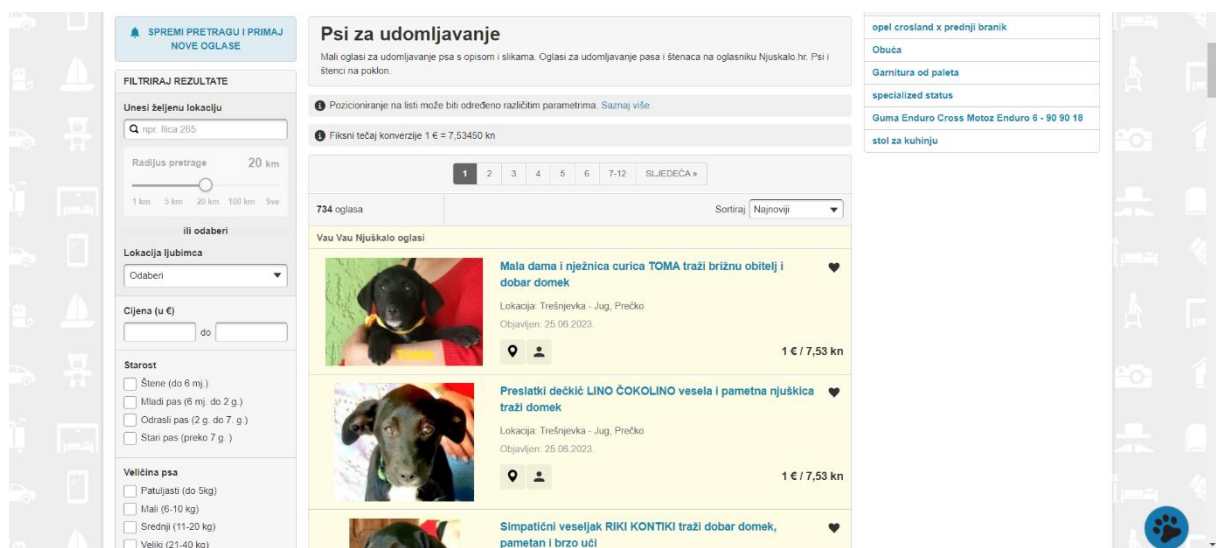 SPREMI PRETRAGU I PRIMAJ
NOVE OGLASE
FILTRIRAJ REZULTATE
Unesi željenu lokaciju
npr. Ilica 265
Radijus pretrage 20 km
1 km 5 km 20 km 100 km Sve
ili odaberi
Lokacija ljubimca
Odaberi
Cijena (u €)
do
Starost
Štene (do 6 mj.)
Mladi pas (6 mj. do 2 g.)
Odrasli pas (2 g. do 7. g.)
Stari pas (preko 7 g. )
Veličina psa
Patuljasti (do 5kg)
Mali (6-10 kg)
Srednji (11-20 kg)
Veliki (21-40 kg)
Psi za udomljavanje
Mali oglasi za udomljavanje psa s opisom i slikama. Oglasi za udomljavanje pasa i štenaca na oglasniku Njuskalo.hr. Psi i
štenci na poklon.
Pozicioniranje na listi može biti određeno različitim parametrima. Saznaj više
Fiksni tečaj konverzije 1 € = 7,53450 kn
1 2 3 4 5 6 7-12 SLJEDEĆA »
734 oglasa
Sortiraj Najnoviji
Vau Vau Njuškalo oglasi
TOMA
Mala dama i nježnica curica TOMA traži brižnu obitelj i
dobar domek
Lokacija: Trešnjevka - Jug, Prečko
Objavljen: 25.06.2023.
1 € / 7,53 kn
Preslatki dečkić LINO ČOKOLINO vesela i pametna njuškica
traži domek
Lokacija: Trešnjevka - Jug, Prečko
Objavljen: 25.06.2023.
1 € / 7,53 kn
Simpatični veseljak RIKI KONTIKI traži dobar domek,
pametan i brzo uči
opel crosland x prednji branik
Obuća
Garnitura od paleta
specialized status
Guma Enduro Cross Motoz Enduro 6 - 90 90 18
stol za kuhinju